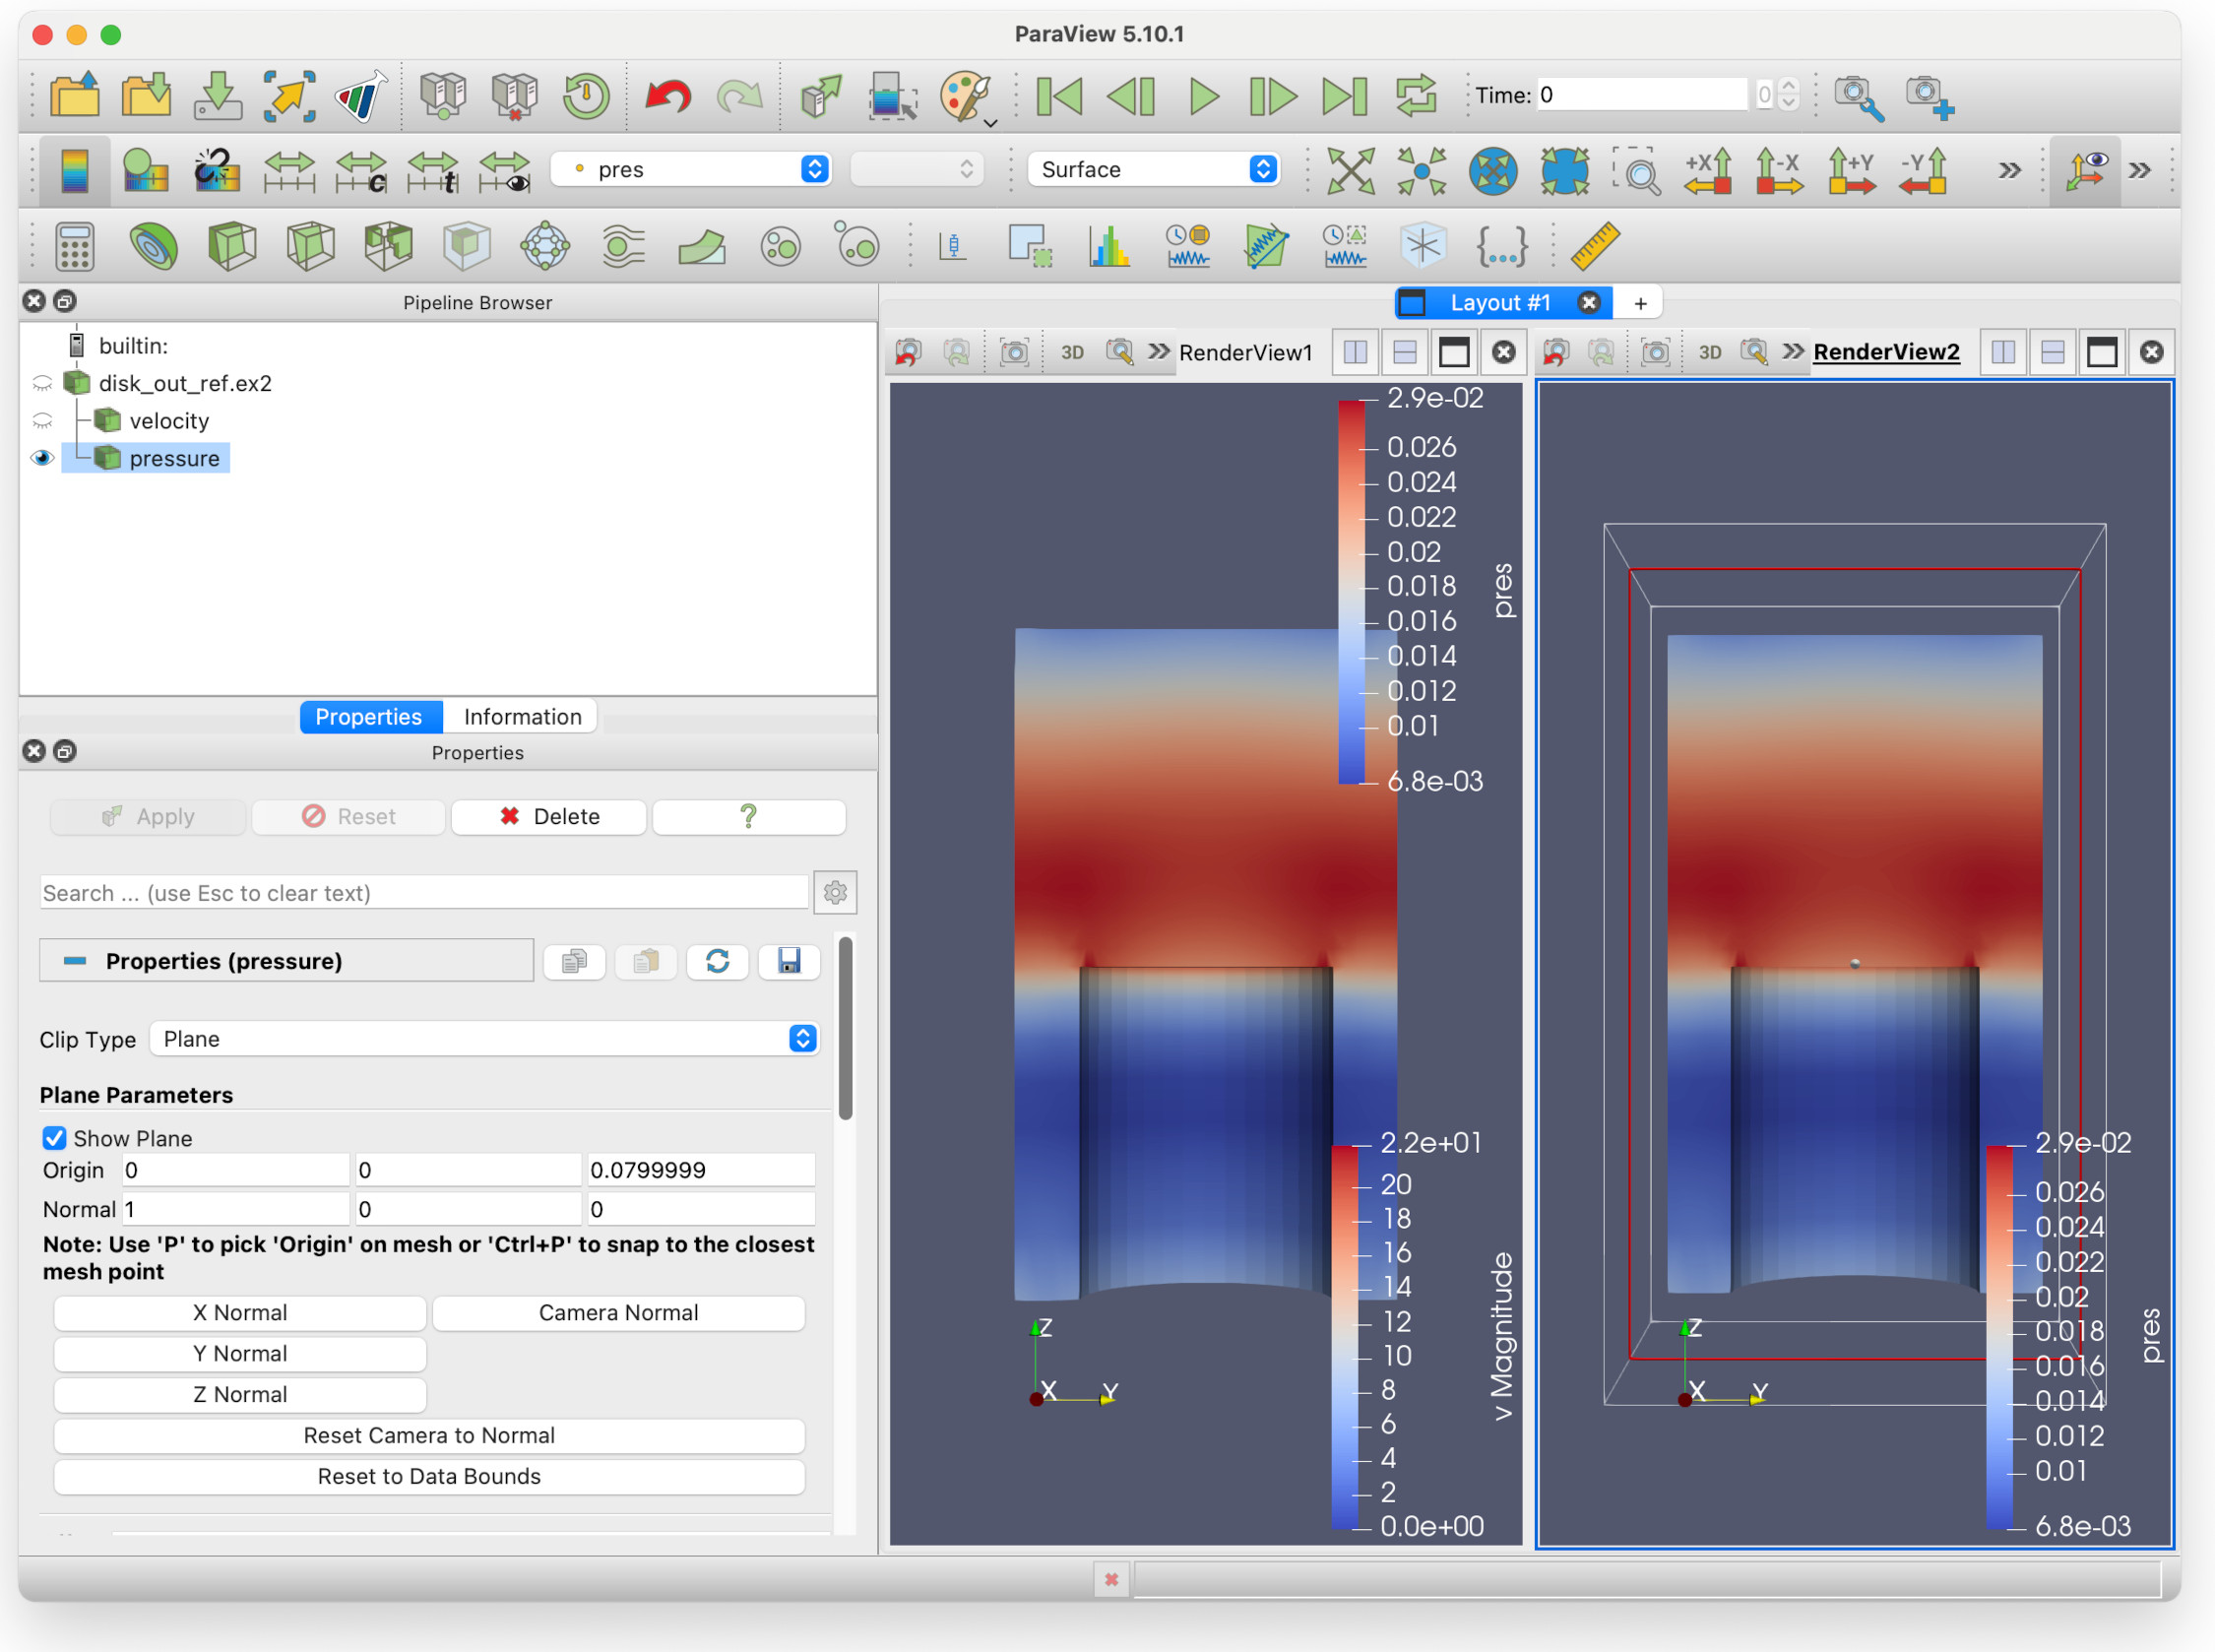 ParaView 5.10.1
Time: 0 0
c t
pres Surface +X -X +Y -Y
Pipeline Browser
Layout #1 +
builtin:
disk_out_ref.ex2
velocity
pressure
3D RenderView1
3D RenderView2
Properties Information
Properties
Apply Reset Delete ?
Search ... (use Esc to clear text)
Properties (pressure)
Clip Type Plane
Plane Parameters
Show Plane
Origin 0 0 0.0799999
Normal 1 0 0
Note: Use 'P' to pick 'Origin' on mesh or 'Ctrl+P' to snap to the closest
mesh point
X Normal Camera Normal
Y Normal
Z Normal
Reset Camera to Normal
Reset to Data Bounds
2.9e-02
0.026
0.024
0.022
0.02
0.018
0.016
0.014
0.012
0.01
6.8e-03
pres
2.2e+01
20
18
16
14
12
10
8
6
4
2
0.0e+00
v Magnitude
Z
X Y
2.9e-02
0.026
0.024
0.022
0.02
0.018
0.016
0.014
0.012
0.01
6.8e-03
pres
Z
X Y